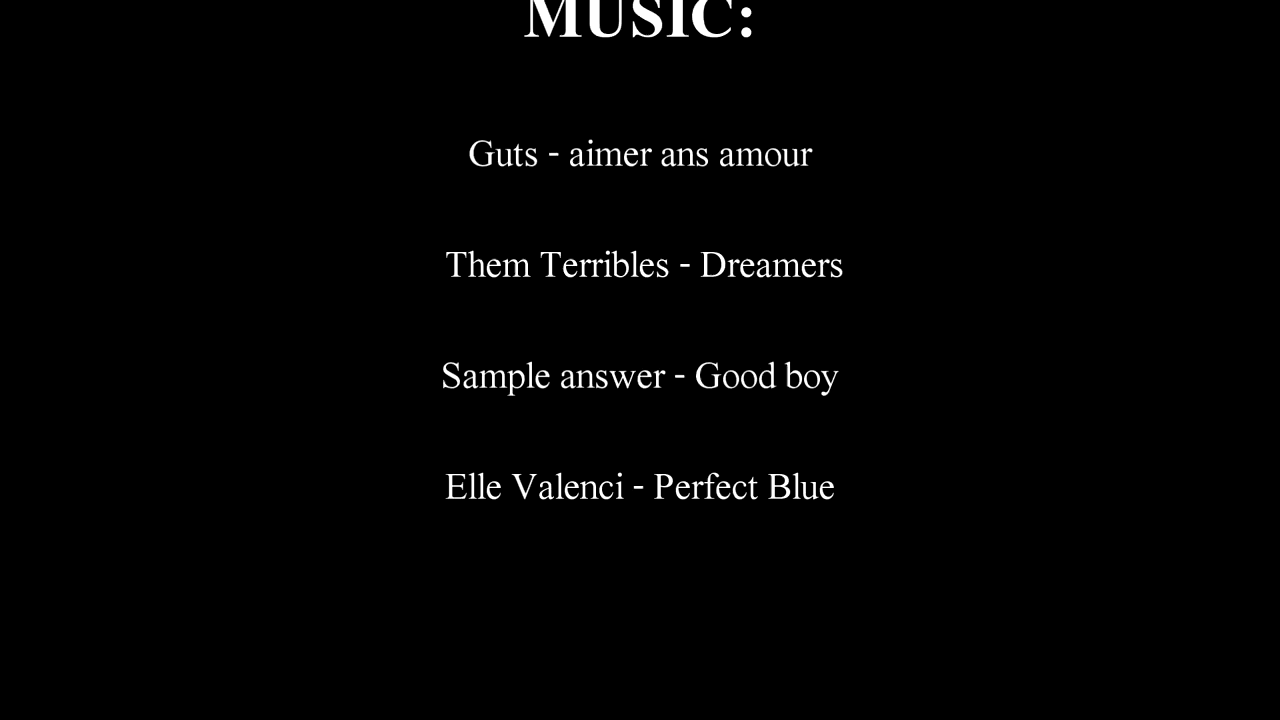 MUSIC:
Guts - aimer ans amour
Them Terribles - Dreamers
Sample answer - Good boy
Elle Valenci - Perfect Blue